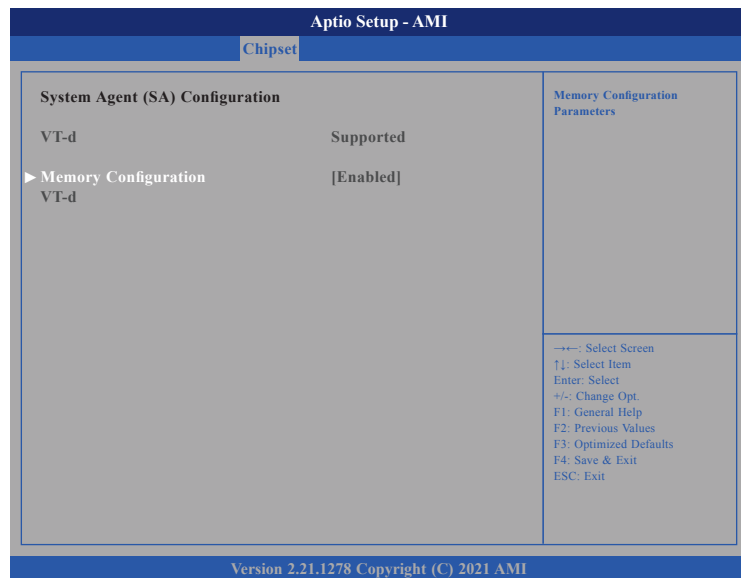 Aptio Setup - AMI
Chipset
System Agent (SA) Configuration
VT-d Supported
▶ Memory Configuration [Enabled]
VT-d
Memory Configuration
Parameters
→←: Select Screen
↑↓: Select Item
Enter: Select
+/-: Change Opt.
F1: General Help
F2: Previous Values
F3: Optimized Defaults
F4: Save & Exit
ESC: Exit
Version 2.21.1278 Copyright (C) 2021 AMI